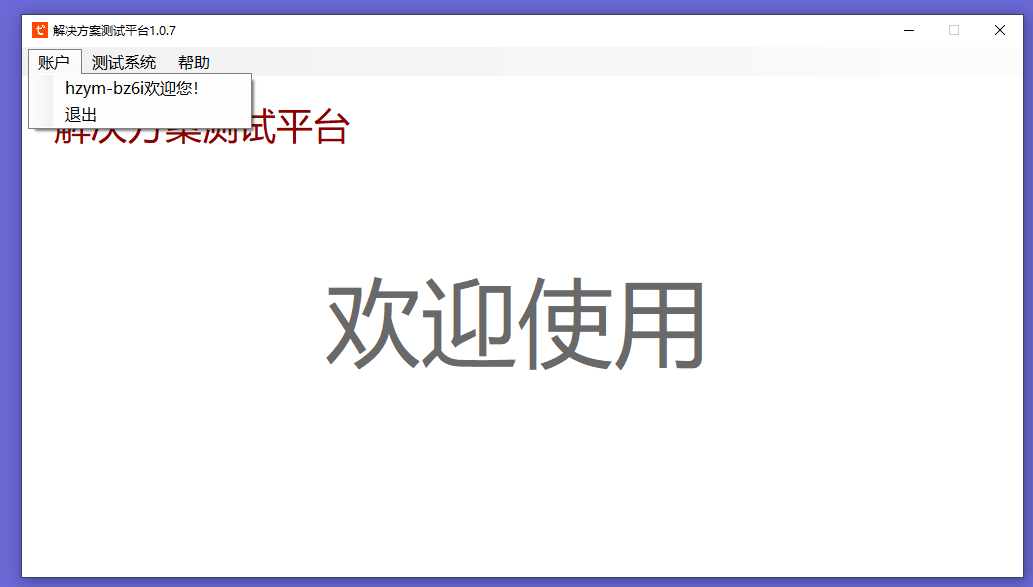 解决方案测试平台1.0.7
账户 测试系统 帮助
hzym-bz6i欢迎您!
退出
解决方案测试平台
欢迎使用